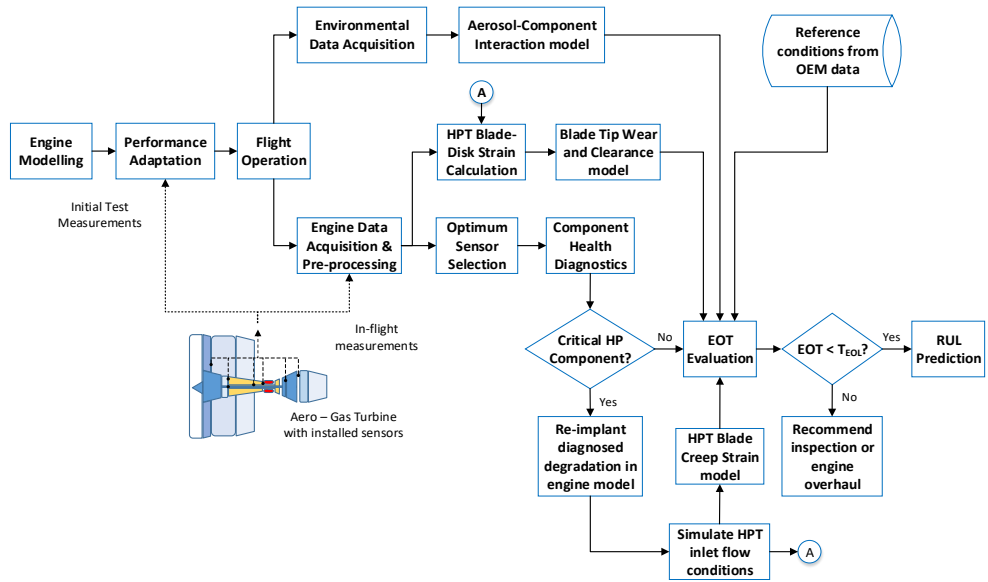 Environmental
Data Acquisition
Aerosol-Component
Interaction model
Reference
conditions from
OEM data
A
Engine
Modelling
Performance
Adaptation
Flight
Operation
HPT Blade-
Disk Strain
Calculation
Blade Tip Wear
and Clearance
model
Initial Test
Measurements
Engine Data
Acquisition &
Pre-processing
Optimum
Sensor
Selection
Component
Health
Diagnostics
In-flight
measurements
Critical HP
Component?
No
EOT
Evaluation
EOT < TEOL?
Yes
RUL
Prediction
Aero – Gas Turbine
with installed sensors
Yes
No
Re-implant
diagnosed
degradation in
engine model
HPT Blade
Creep Strain
model
Recommend
inspection or
engine
overhaul
Simulate HPT
inlet flow
conditions
A